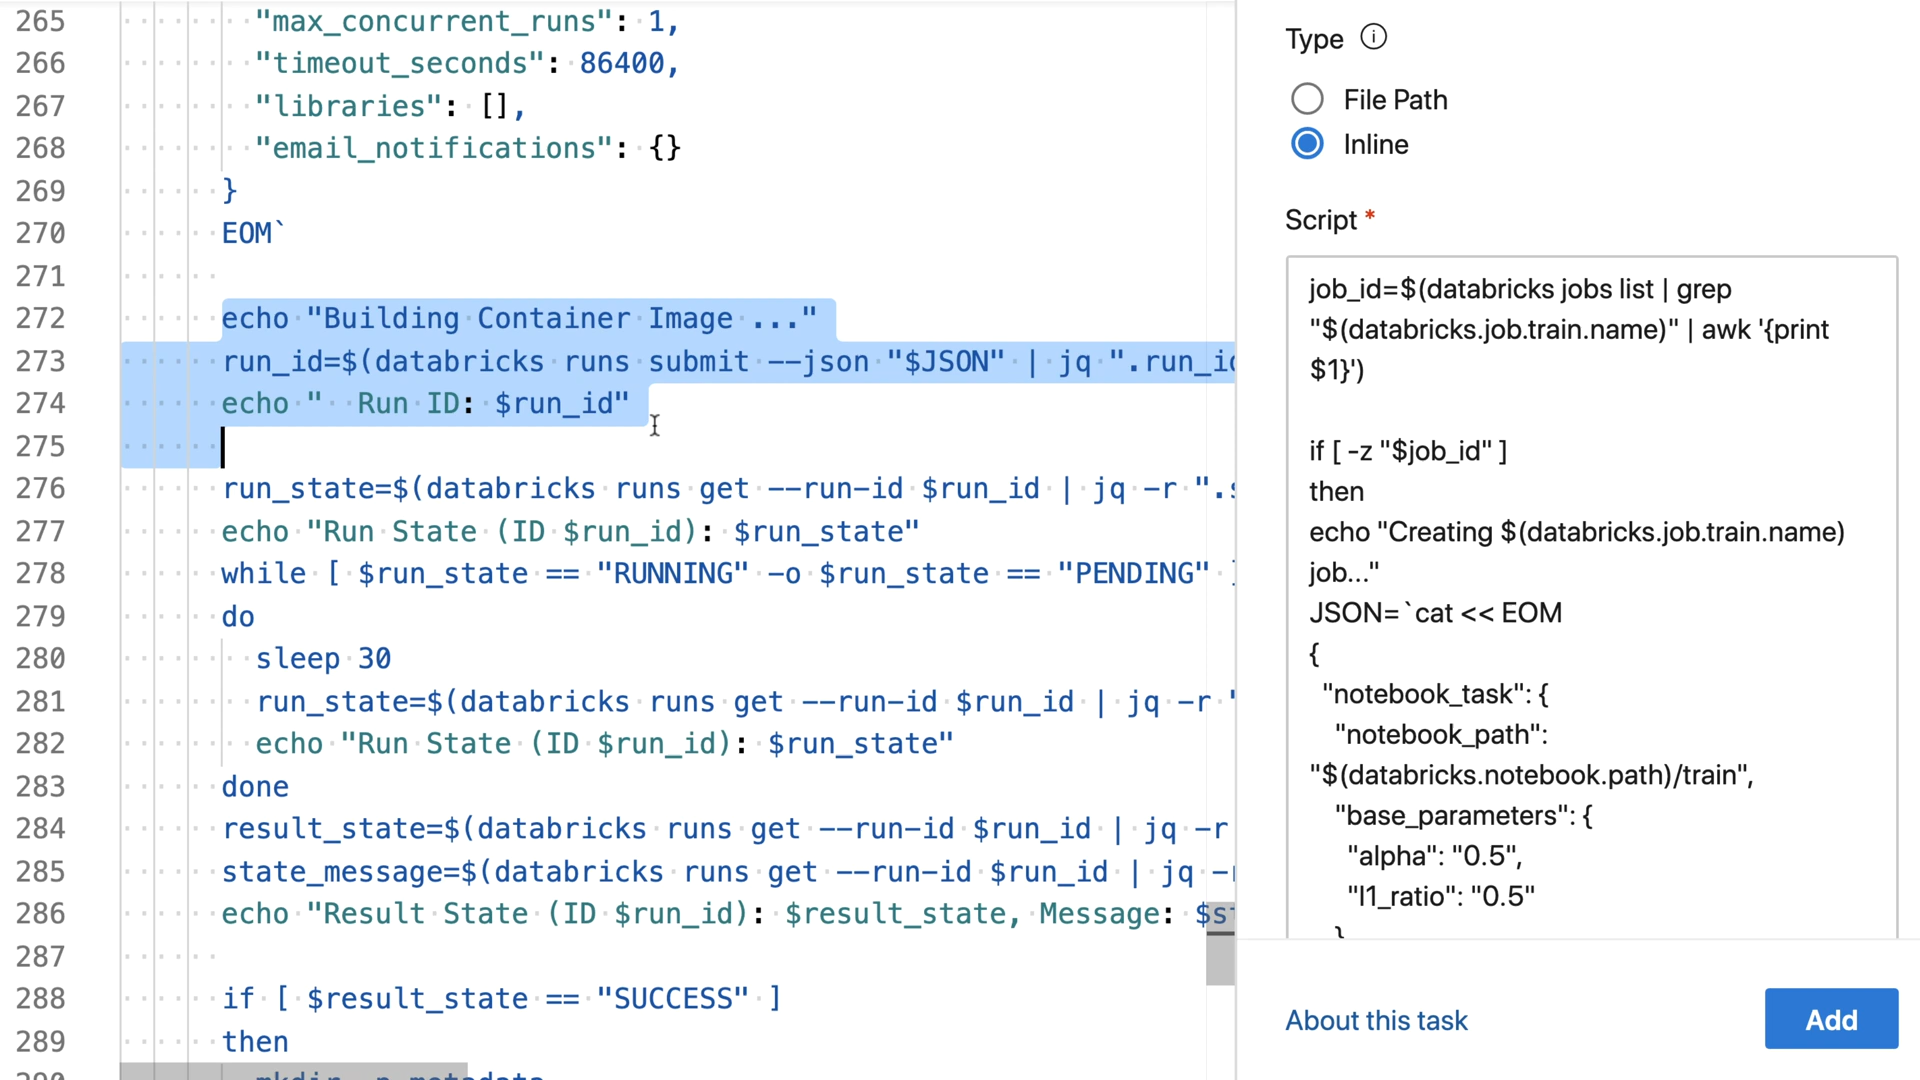 265 "max_concurrent_runs": 1,
266 "timeout_seconds": 86400,
267 "libraries": [],
268 "email_notifications": {}
269 }
270 EOM`
271
272 echo "Building Container Image ..."
273 run_id=$(databricks runs submit --json "$JSON" | jq ".run_id
274 echo "  Run ID: $run_id"
275
276 run_state=$(databricks runs get --run-id $run_id | jq -r ".s
277 echo "Run State (ID $run_id): $run_state"
278 while [ $run_state == "RUNNING" -o $run_state == "PENDING" ]
279 do
280 sleep 30
281 run_state=$(databricks runs get --run-id $run_id | jq -r "
282 echo "Run State (ID $run_id): $run_state"
283 done
284 result_state=$(databricks runs get --run-id $run_id | jq -r
285 state_message=$(databricks runs get --run-id $run_id | jq -r
286 echo "Result State (ID $run_id): $result_state, Message: $st
287
288 if [ $result_state == "SUCCESS" ]
289 then
290 mkdir -p metadata
Type
File Path
Inline
Script *
job_id=$(databricks jobs list | grep
"$(databricks.job.train.name)" | awk '{print
$1}')
if [ -z "$job_id" ]
then
echo "Creating $(databricks.job.train.name)
job..."
JSON=`cat << EOM
{
"notebook_task": {
"notebook_path":
"$(databricks.notebook.path)/train",
"base_parameters": {
"alpha": "0.5",
"l1_ratio": "0.5"
}
About this task
Add